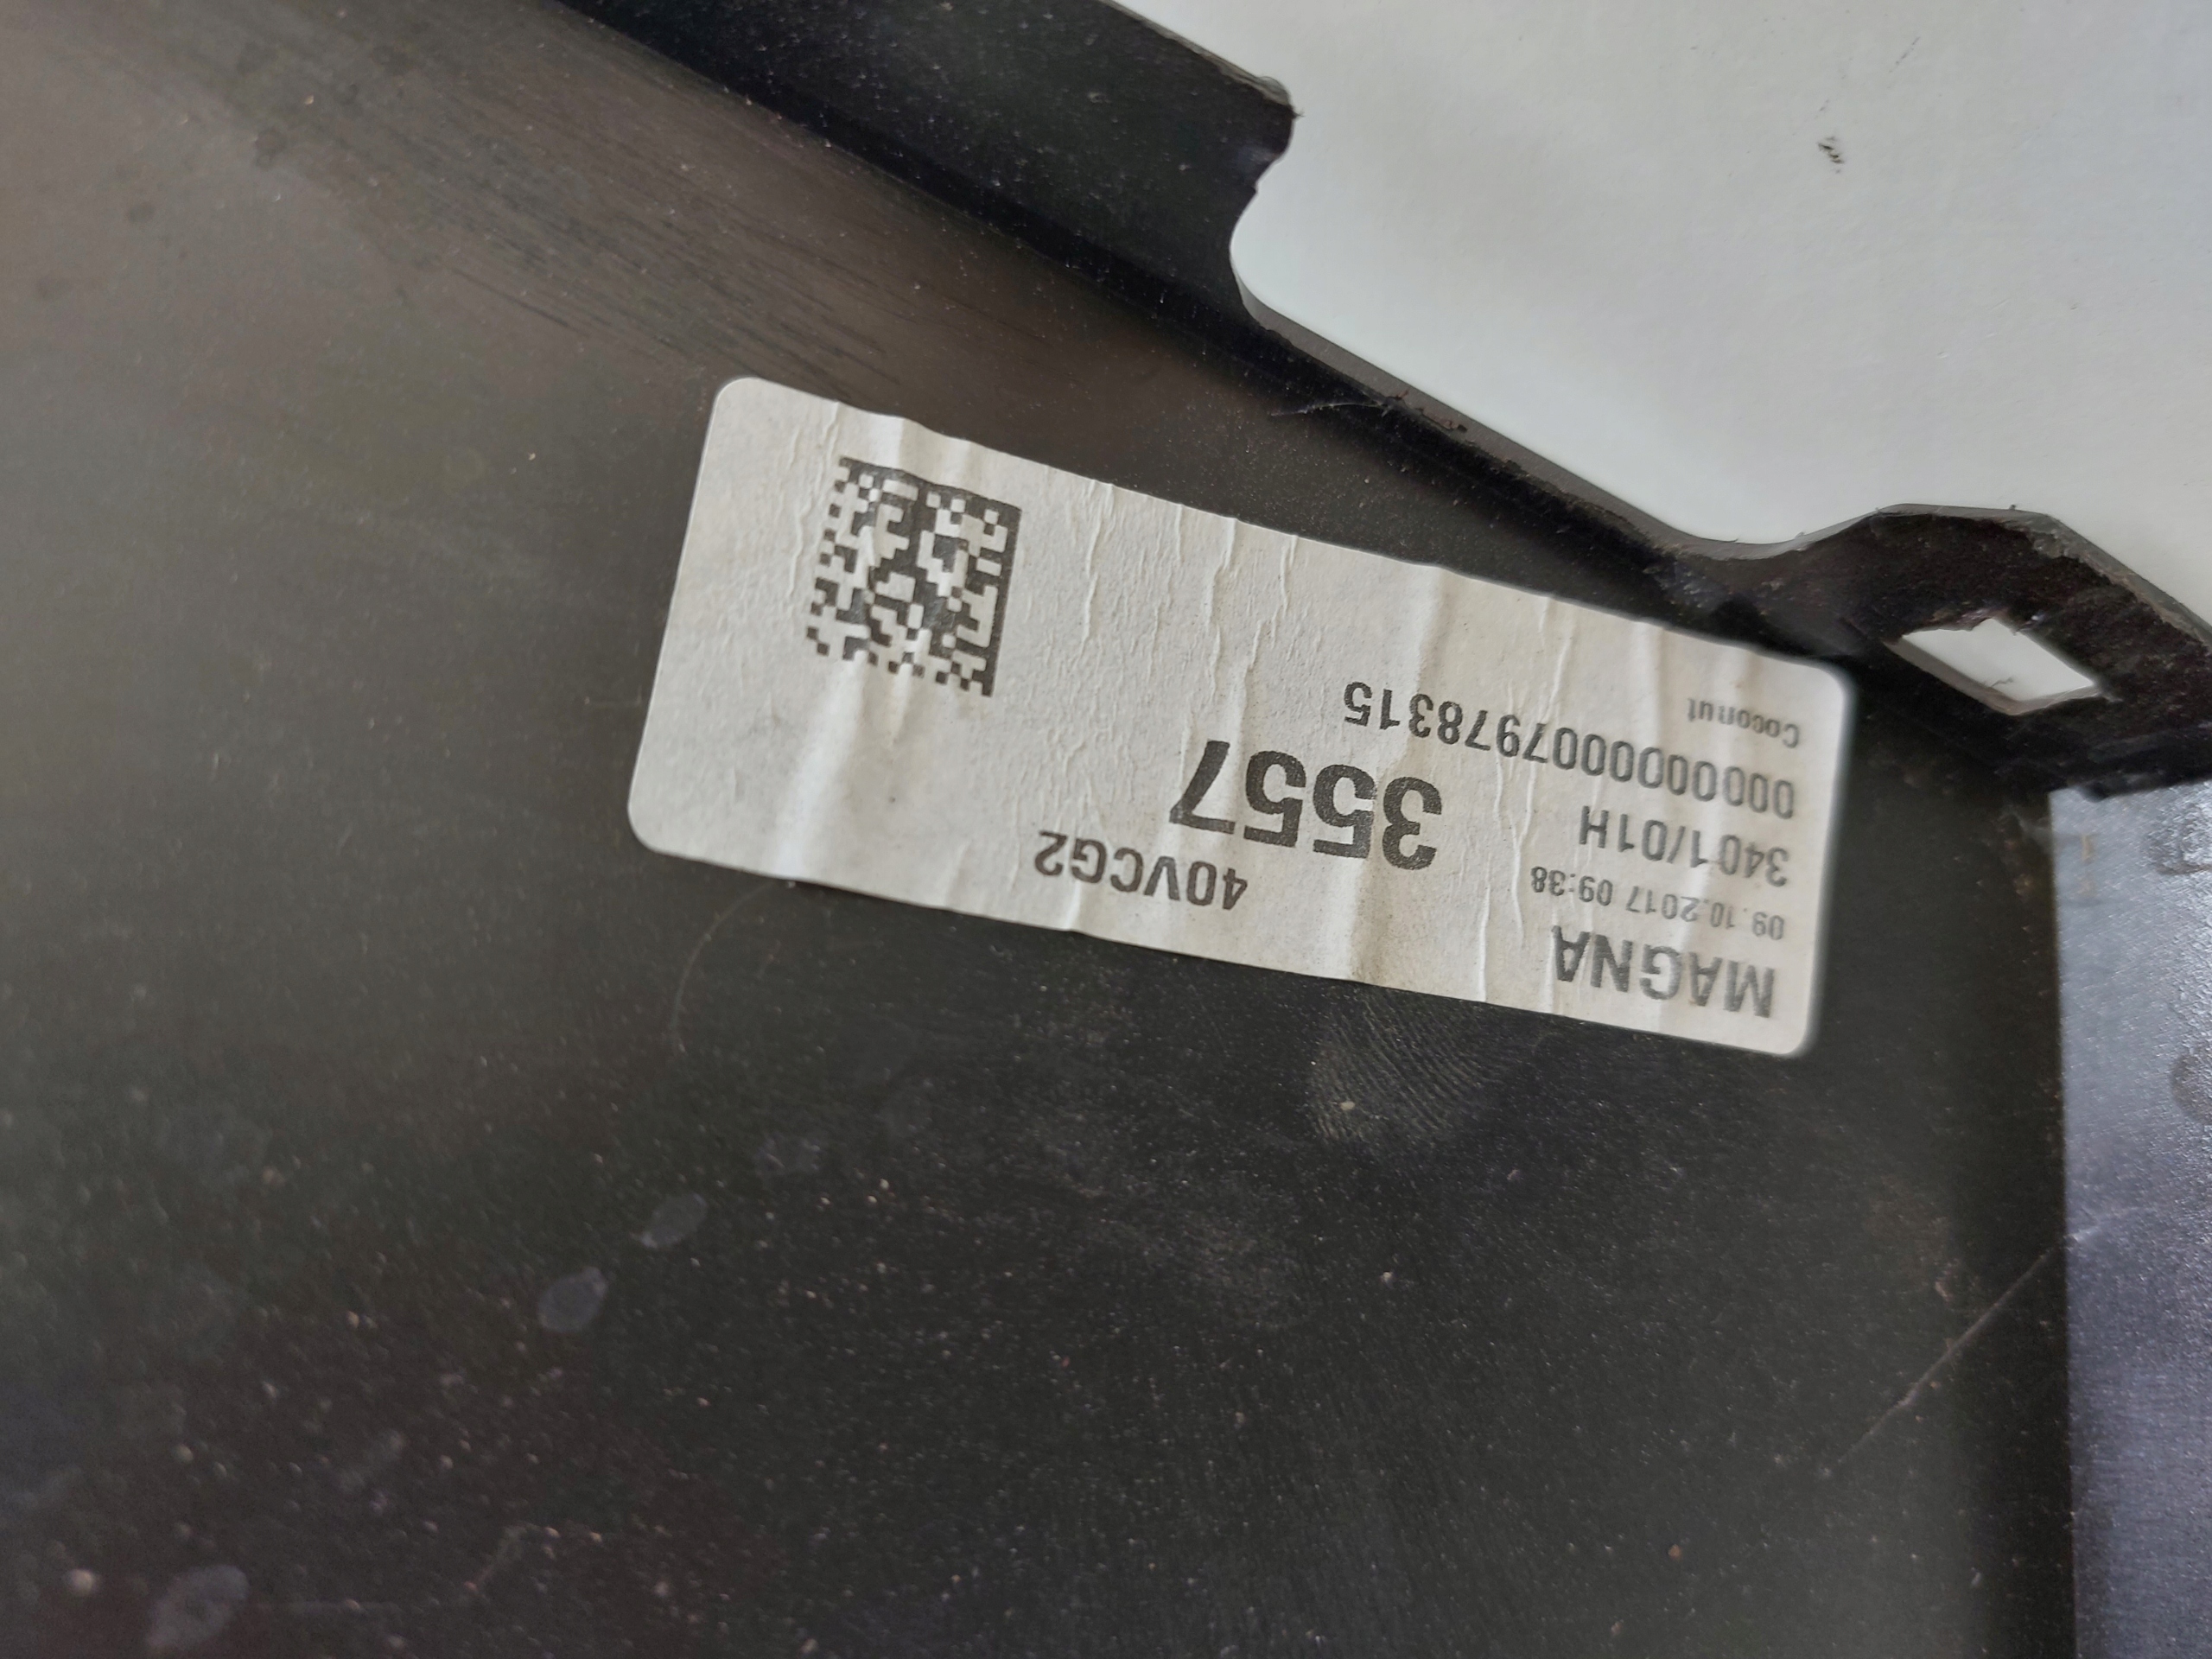 MAGNA
09.10.2017 09:38
40VCG2
3401/01H
3557
0000000007978315
Coconut